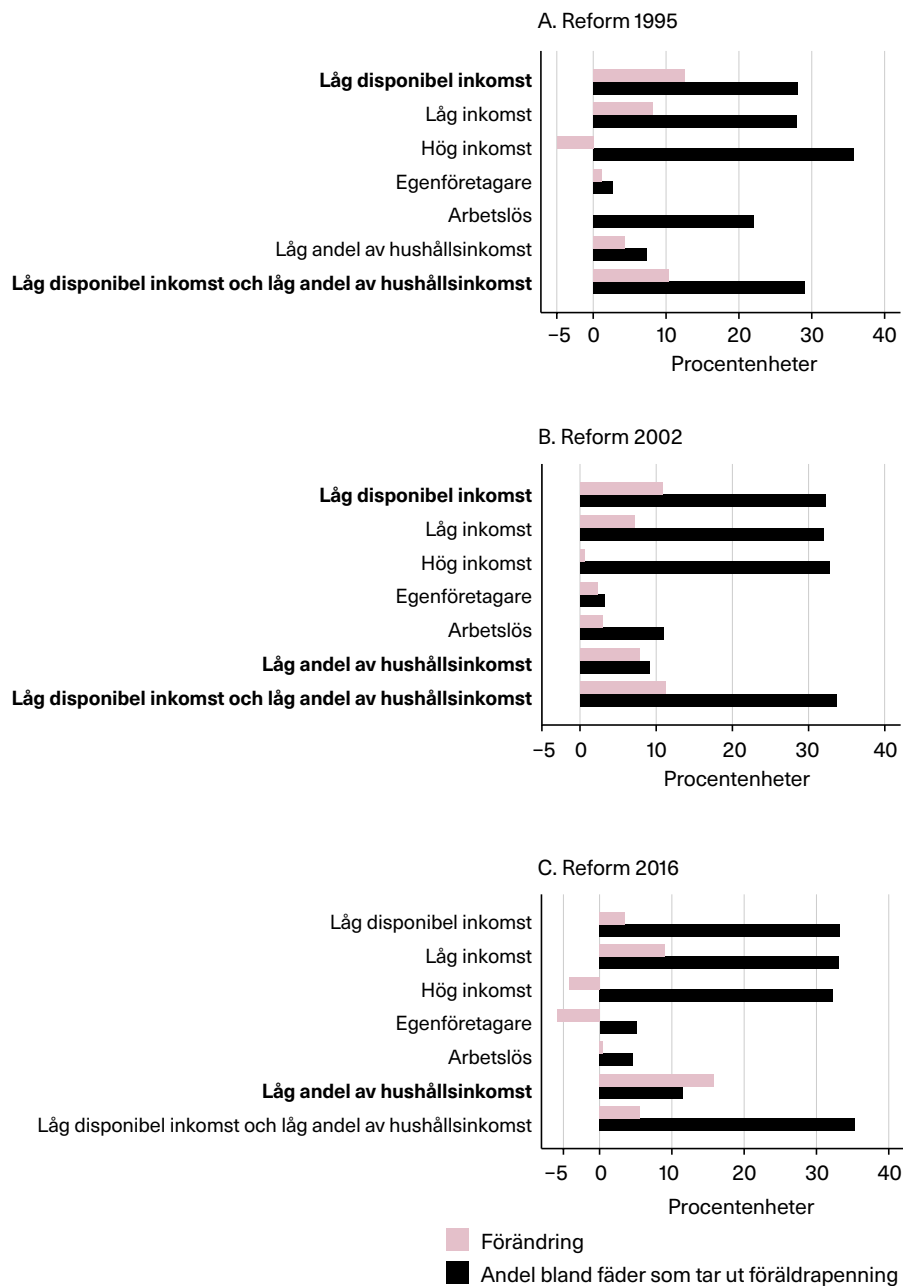 A. Reform 1995
Låg disponibel inkomst
Låg inkomst
Hög inkomst
Egenföretagare
Arbetslös
Låg andel av hushållsinkomst
Låg disponibel inkomst och låg andel av hushållsinkomst
−5 0 10 20 30 40
Procentenheter
B. Reform 2002
Låg disponibel inkomst
Låg inkomst
Hög inkomst
Egenföretagare
Arbetslös
Låg andel av hushållsinkomst
Låg disponibel inkomst och låg andel av hushållsinkomst
−5 0 10 20 30 40
Procentenheter
C. Reform 2016
Låg disponibel inkomst
Låg inkomst
Hög inkomst
Egenföretagare
Arbetslös
Låg andel av hushållsinkomst
Låg disponibel inkomst och låg andel av hushållsinkomst
−5 0 10 20 30 40
Procentenheter
Förändring
Andel bland fäder som tar ut föräldrapenning